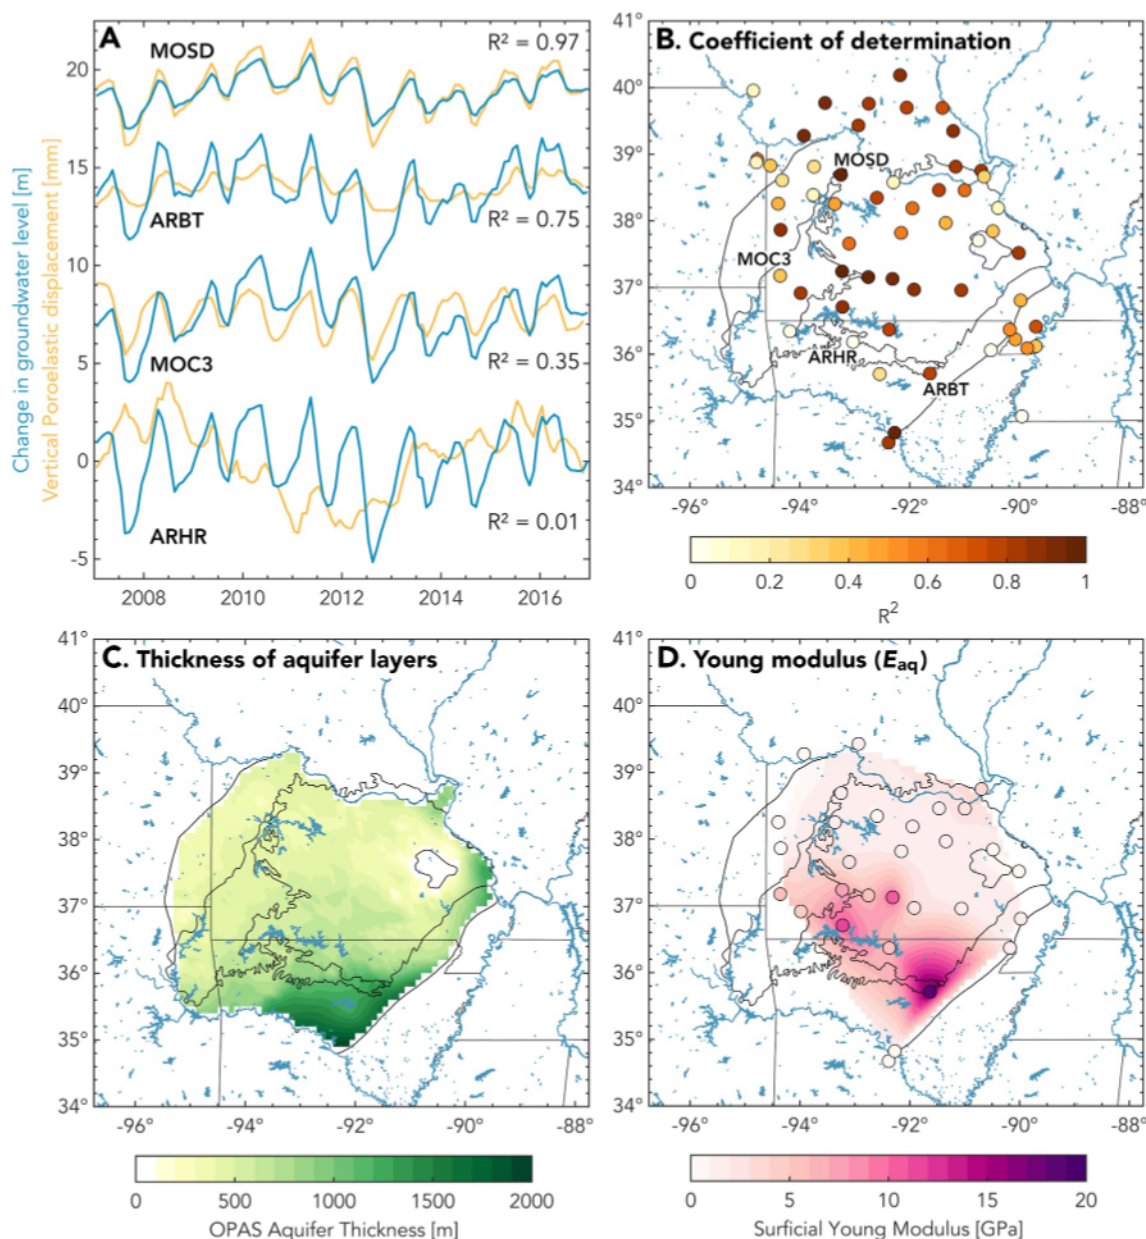 A
MOSD
R² = 0.97
20
15
ARBT
R² = 0.75
10
5
MOC3
R² = 0.35
0
ARHR
R² = 0.01
-5
2008 2010 2012 2014 2016
Change in groundwater level [m]
Vertical Poroelastic displacement [mm]
B. Coefficient of determination
41°
40°
39°
38°
37°
36°
35°
34°
MOSD
MOC3
ARHR
ARBT
-96° -94° -92° -90° -88°
0 0.2 0.4 0.6 0.8 1
R²
C. Thickness of aquifer layers
41°
40°
39°
38°
37°
36°
35°
34°
-96° -94° -92° -90° -88°
0 500 1000 1500 2000
OPAS Aquifer Thickness [m]
D. Young modulus (Eaq)
41°
40°
39°
38°
37°
36°
35°
34°
-96° -94° -92° -90° -88°
0 5 10 15 20
Surficial Young Modulus [GPa]